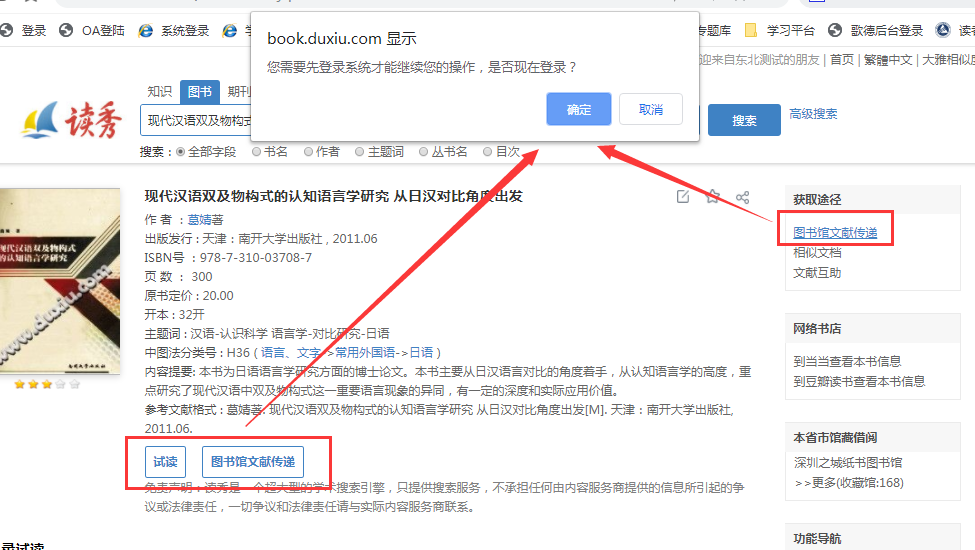 登录 OA登陆 系统登录 学 专题库 学习平台 歌德后台登录 读者
book.duxiu.com 显示
您需要先登录系统才能继续您的操作，是否现在登录？
确定 取消
迎来自东北测试的朋友 | 首页 | 繁體中文 | 大雅相似度
读秀
知识 图书 期刊
现代汉语双及物构式
搜索 高级搜索
搜索： 全部字段 书名 作者 主题词 丛书名 目次
现代汉语双及物构式的认知语言学研究 从日汉对比角度出发
作 者 ：葛婧著
出版发行 : 天津：南开大学出版社 , 2011.06
ISBN号 ：978-7-310-03708-7
页 数 ： 300
原书定价 : 20.00
开本 : 32开
主题词 : 汉语-认识科学 语言学-对比研究-日语
中图法分类号 : H36 ( 语言、文字->常用外国语->日语 )
内容提要: 本书为日语语言学研究方面的博士论文。本书主要从日汉语言对比的角度着手，从认知语言学的高度，重
点研究了现代汉语中双及物构式这一重要语言现象的异同，有一定的深度和实际应用价值。
参考文献格式 : 葛婧著. 现代汉语双及物构式的认知语言学研究 从日汉对比角度出发[M]. 天津：南开大学出版社,
2011.06.
试读 图书馆文献传递
免责声明：读秀是一个超大型的学术搜索引擎，只提供搜索服务，不承担任何由内容服务商提供的信息所引起的争
议或法律责任，一切争议和法律责任请与实际内容服务商联系。
录试读
现代汉语双及物构式
的认知语言学研究
www.duxiu.com
南开大学出版社
获取途径
图书馆文献传递
相似文档
文献互助
网络书店
到当当查看本书信息
到豆瓣读书查看本书信息
本省市馆藏借阅
深圳之城纸书图书馆
>>更多(收藏馆:168)
功能导航